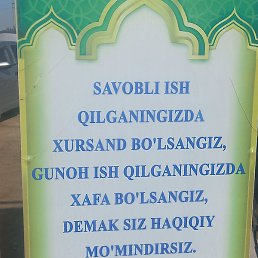 SAVOBLI ISH
QILGANINGIZDA
XURSAND BO'LSANGIZ,
GUNOH ISH QILGANINGIZDA
XAFA BO'LSANGIZ,
DEMAK SIZ HAQIQIY
MO'MINDIRSIZ.